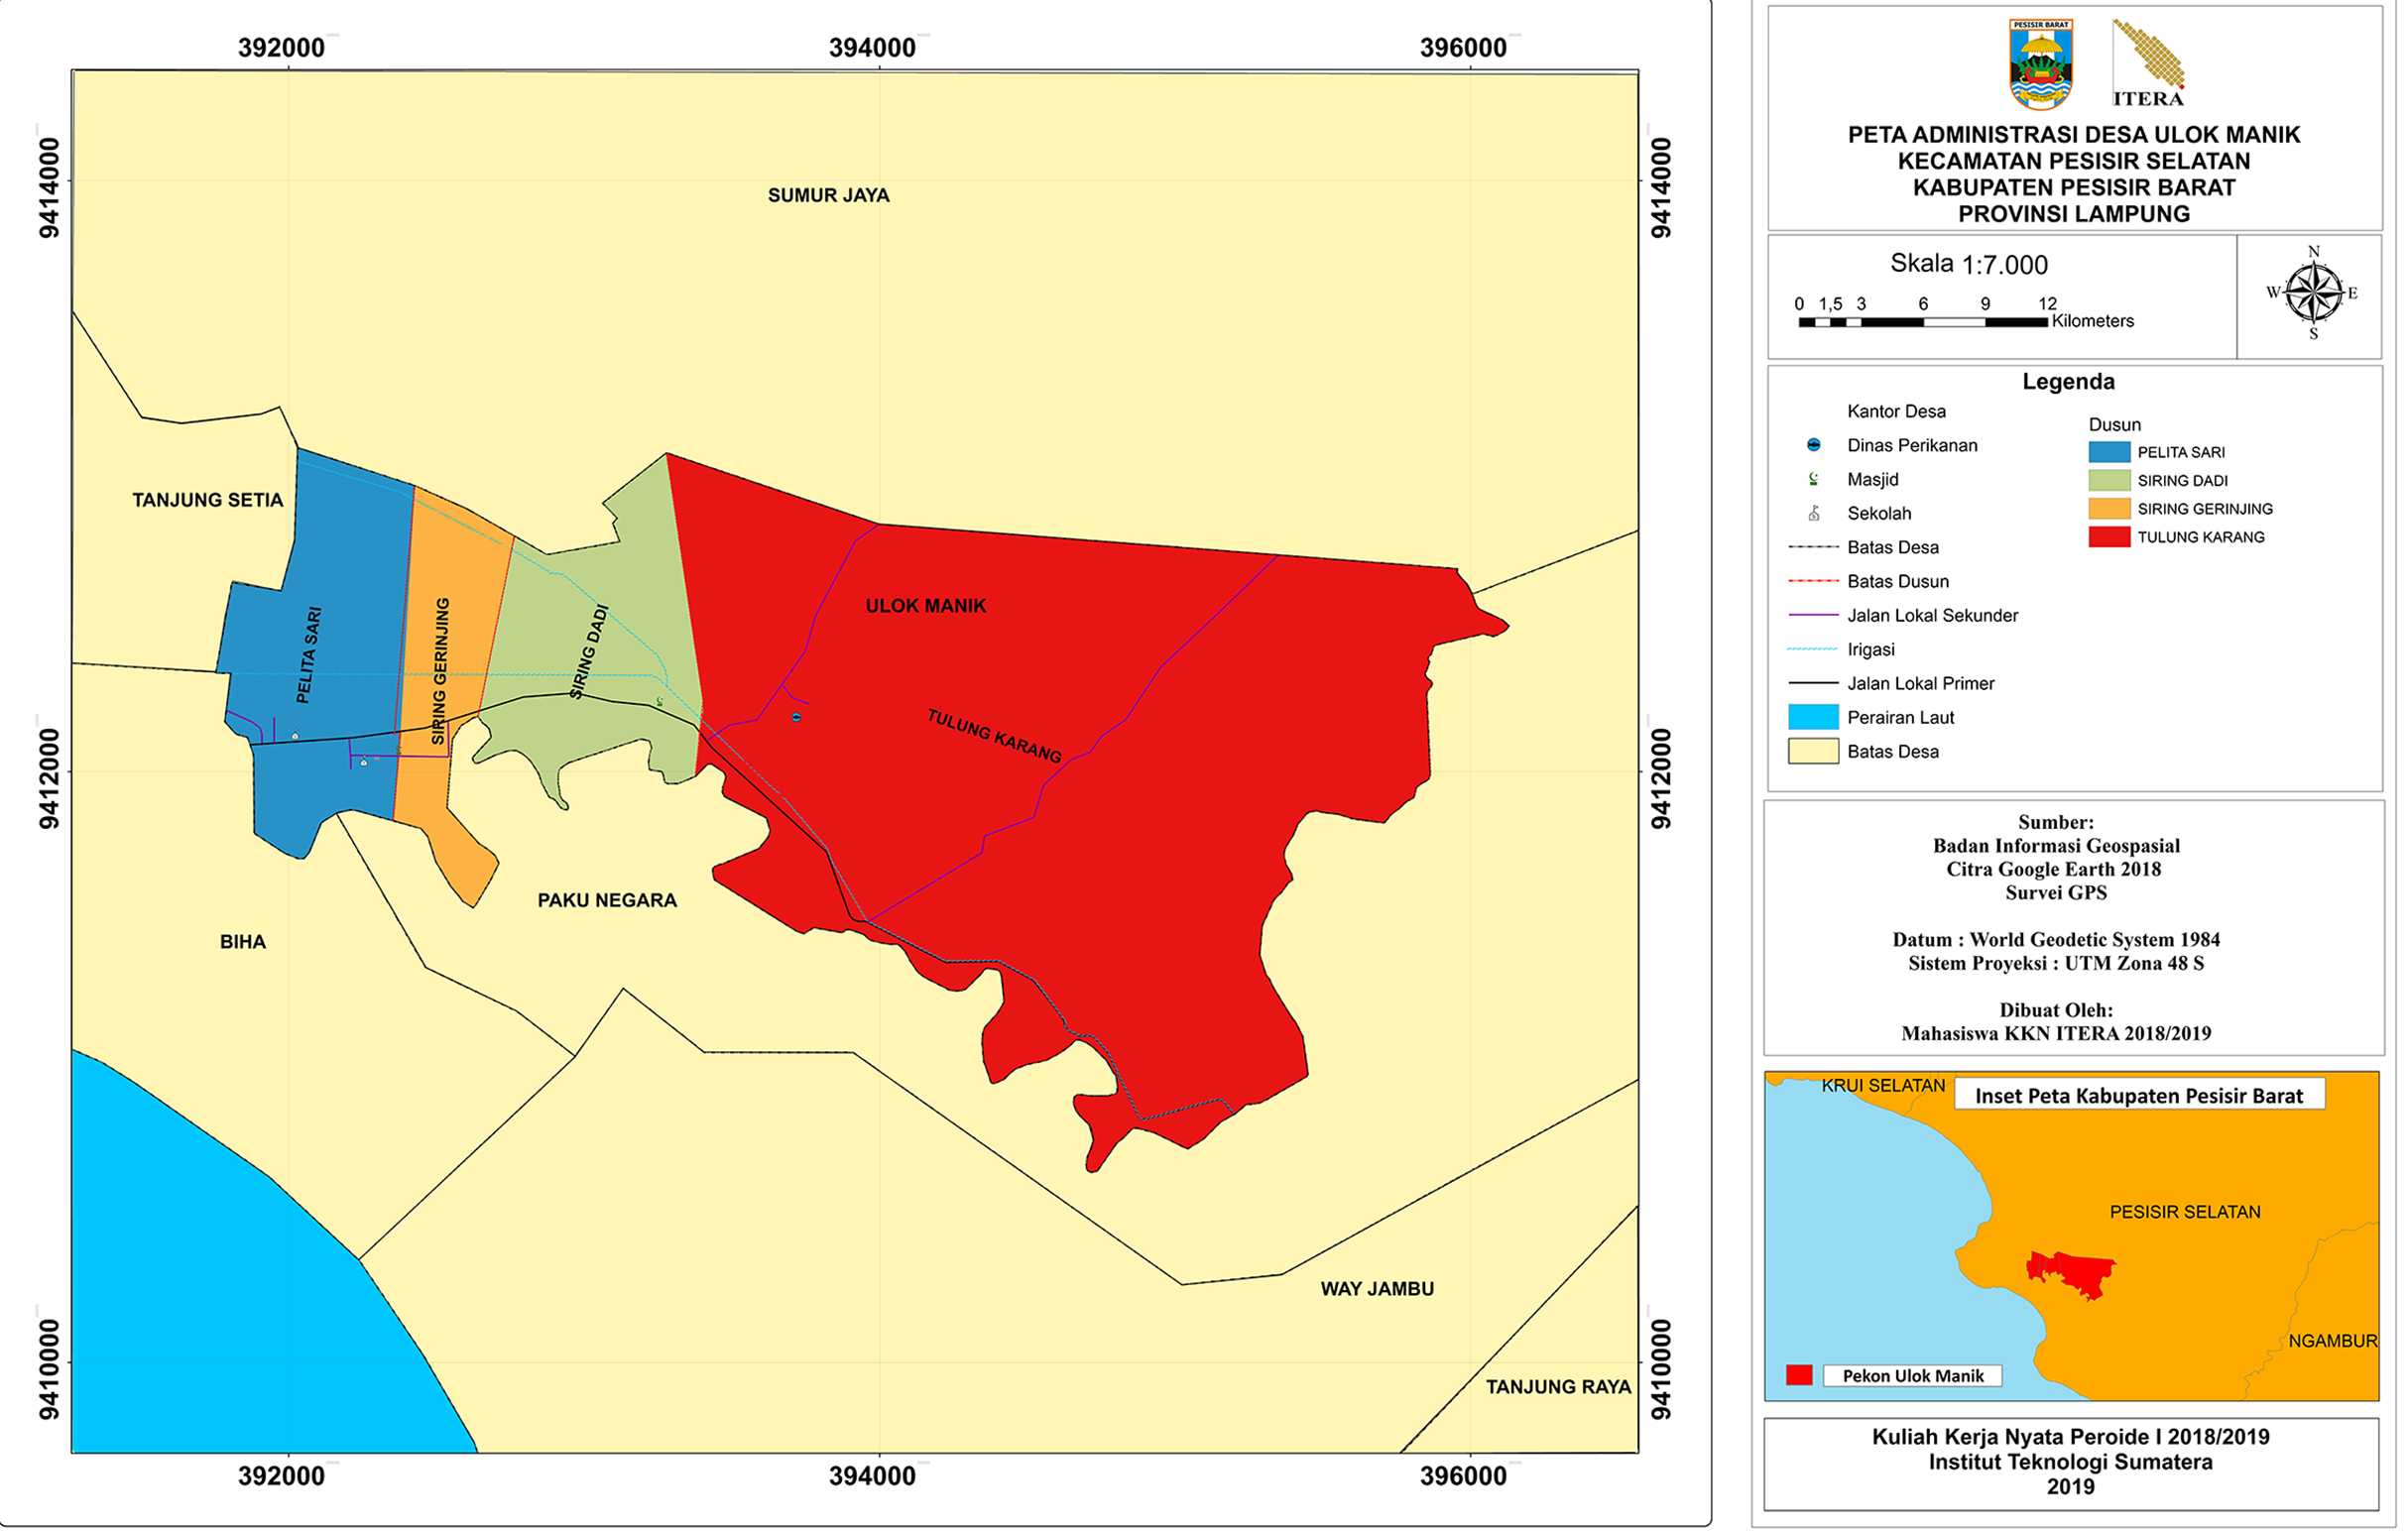 392000
394000
396000
9414000
9414000
SUMUR JAYA
TANJUNG SETIA
ULOK MANIK
PELITA SARI
SIRING GERINJING
SIRING DADI
TULUNG KARANG
9412000
9412000
PAKU NEGARA
BIHA
WAY JAMBU
TANJUNG RAYA
9410000
9410000
392000
394000
396000
PESISIR BARAT
ITERA
PETA ADMINISTRASI DESA ULOK MANIK
KECAMATAN PESISIR SELATAN
KABUPATEN PESISIR BARAT
PROVINSI LAMPUNG
Skala 1:7.000
0 1,5 3 6 9 12
Kilometers
N
W E
S
Legenda
Kantor Desa
Dinas Perikanan
Masjid
Sekolah
Batas Desa
Batas Dusun
Jalan Lokal Sekunder
Irigasi
Jalan Lokal Primer
Perairan Laut
Batas Desa
Dusun
PELITA SARI
SIRING DADI
SIRING GERINJING
TULUNG KARANG
Sumber:
Badan Informasi Geospasial
Citra Google Earth 2018
Survei GPS
Datum : World Geodetic System 1984
Sistem Proyeksi : UTM Zona 48 S
Dibuat Oleh:
Mahasiswa KKN ITERA 2018/2019
KRUI SELATAN
Inset Peta Kabupaten Pesisir Barat
PESISIR SELATAN
NGAMBUR
Pekon Ulok Manik
Kuliah Kerja Nyata Peroide I 2018/2019
Institut Teknologi Sumatera
2019